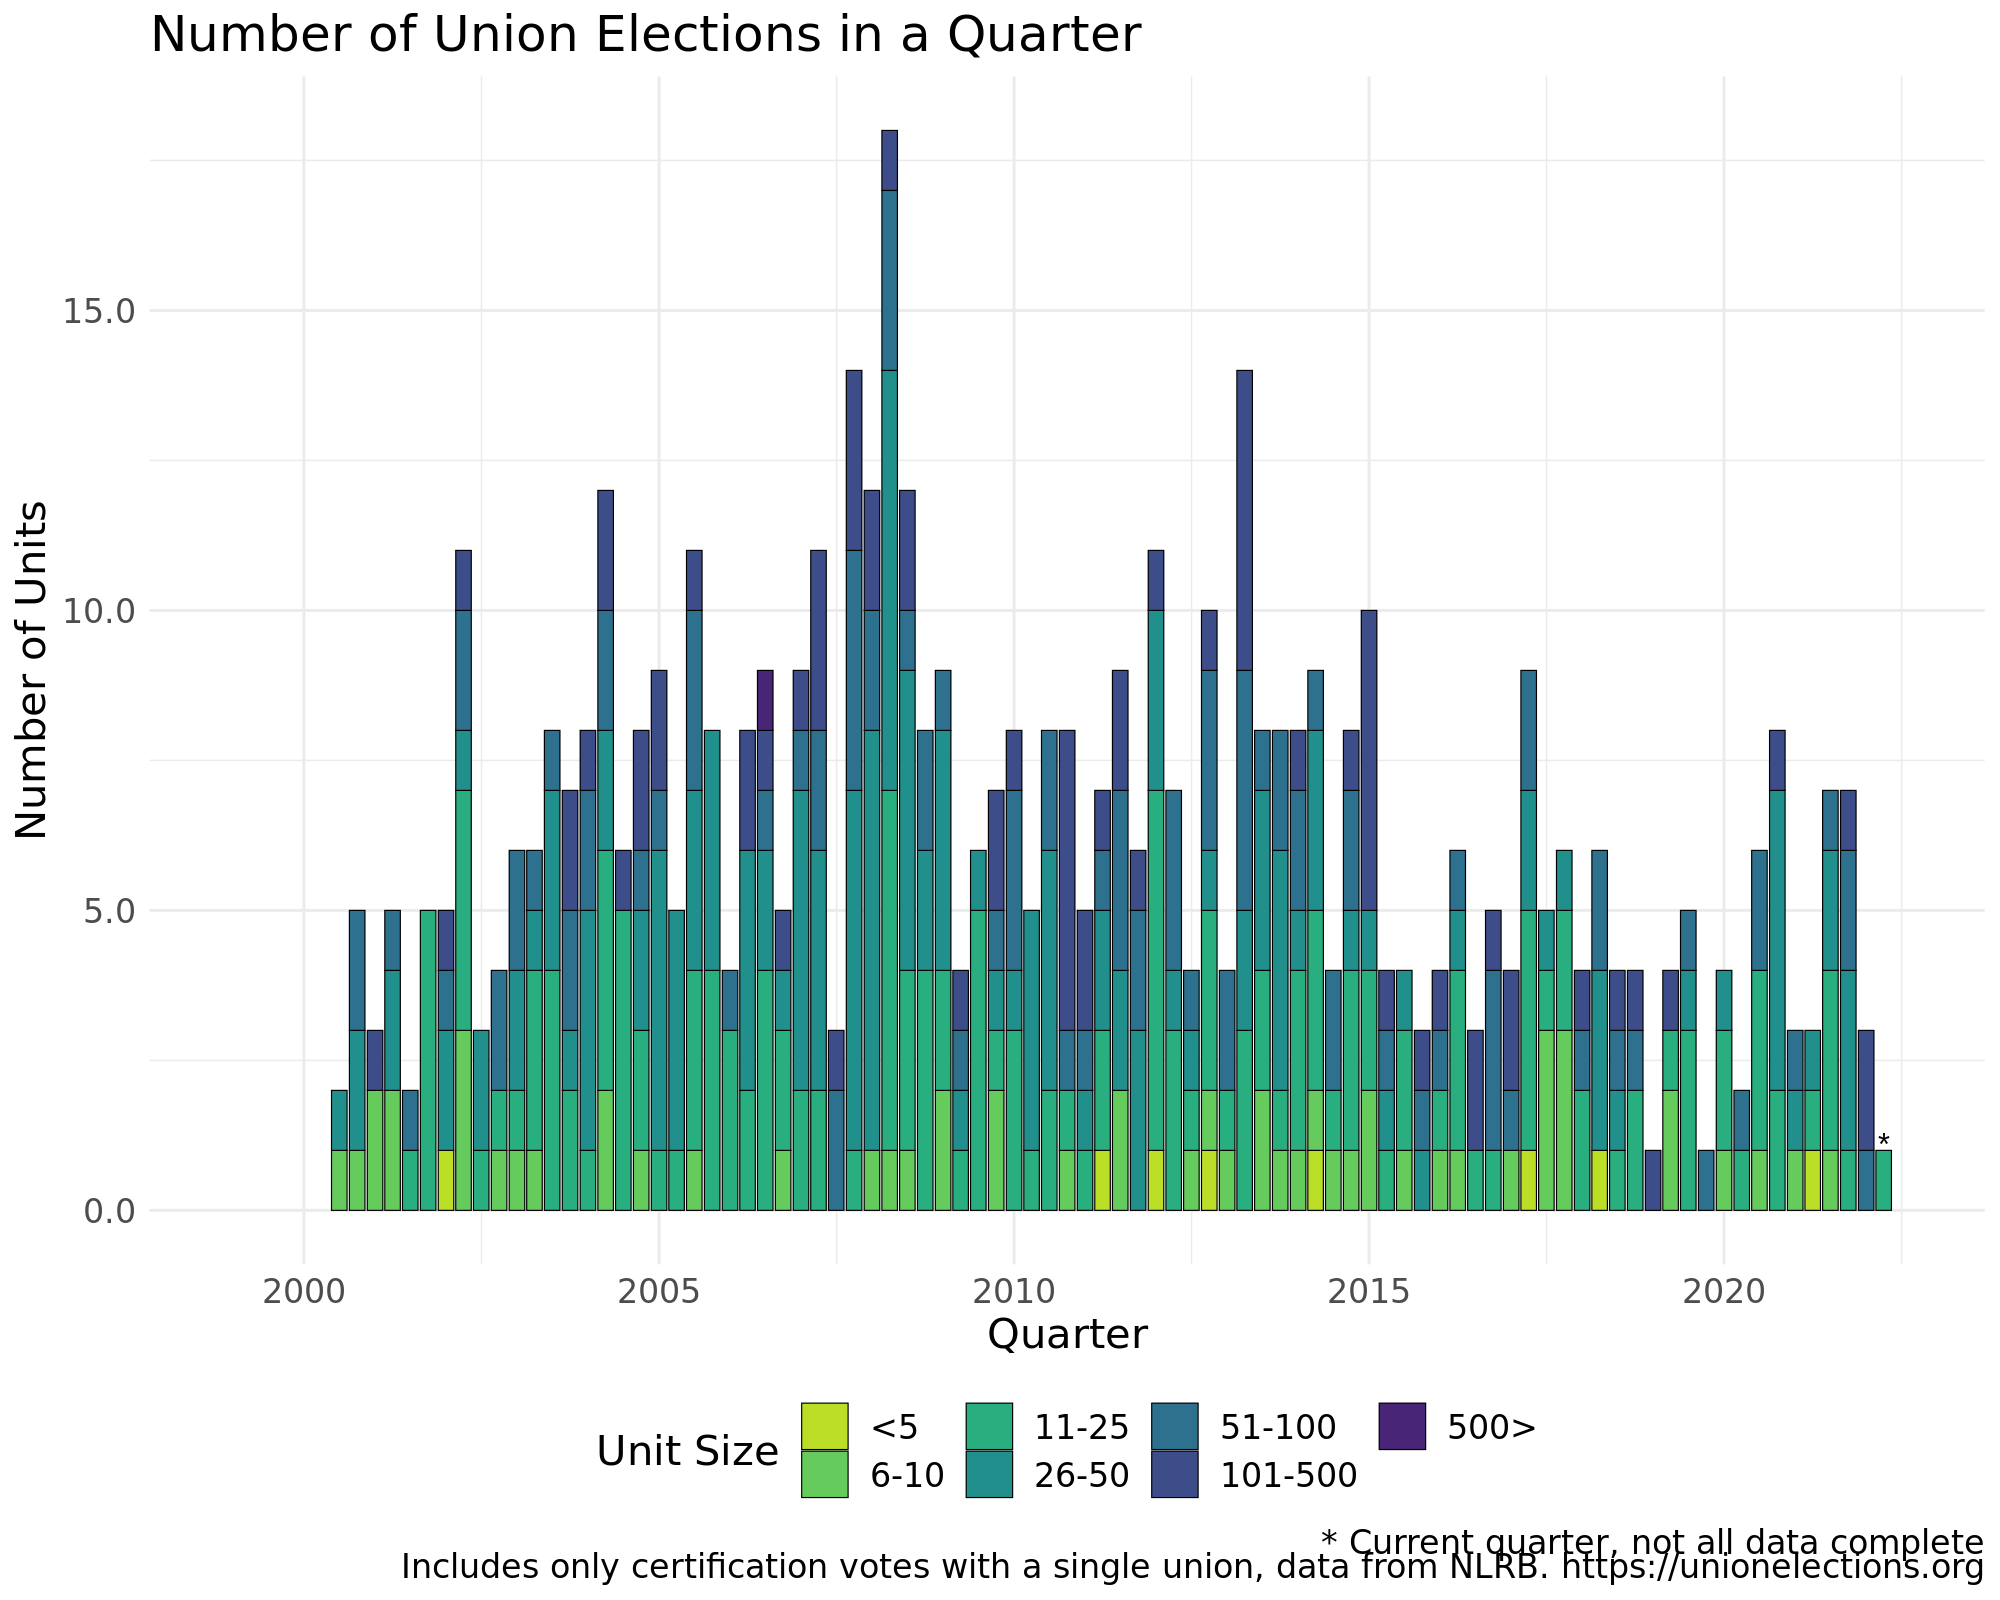 Number of Union Elections in a Quarter
Number of Units
15.0
10.0
5.0
0.0
*
2000 2005 2010 2015 2020
Quarter
Unit Size
<5 11-25 51-100 500>
6-10 26-50 101-500
* Current quarter, not all data complete
Includes only certification votes with a single union, data from NLRB. https://unionelections.org